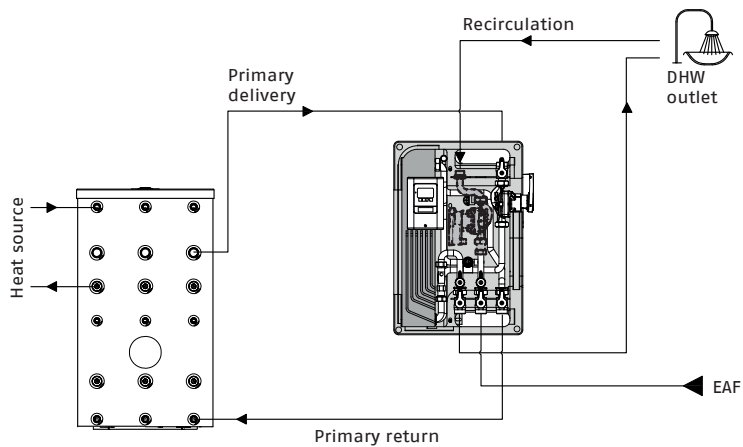 Recirculation
DHW
outlet
Primary
delivery
Heat source
EAF
Primary return